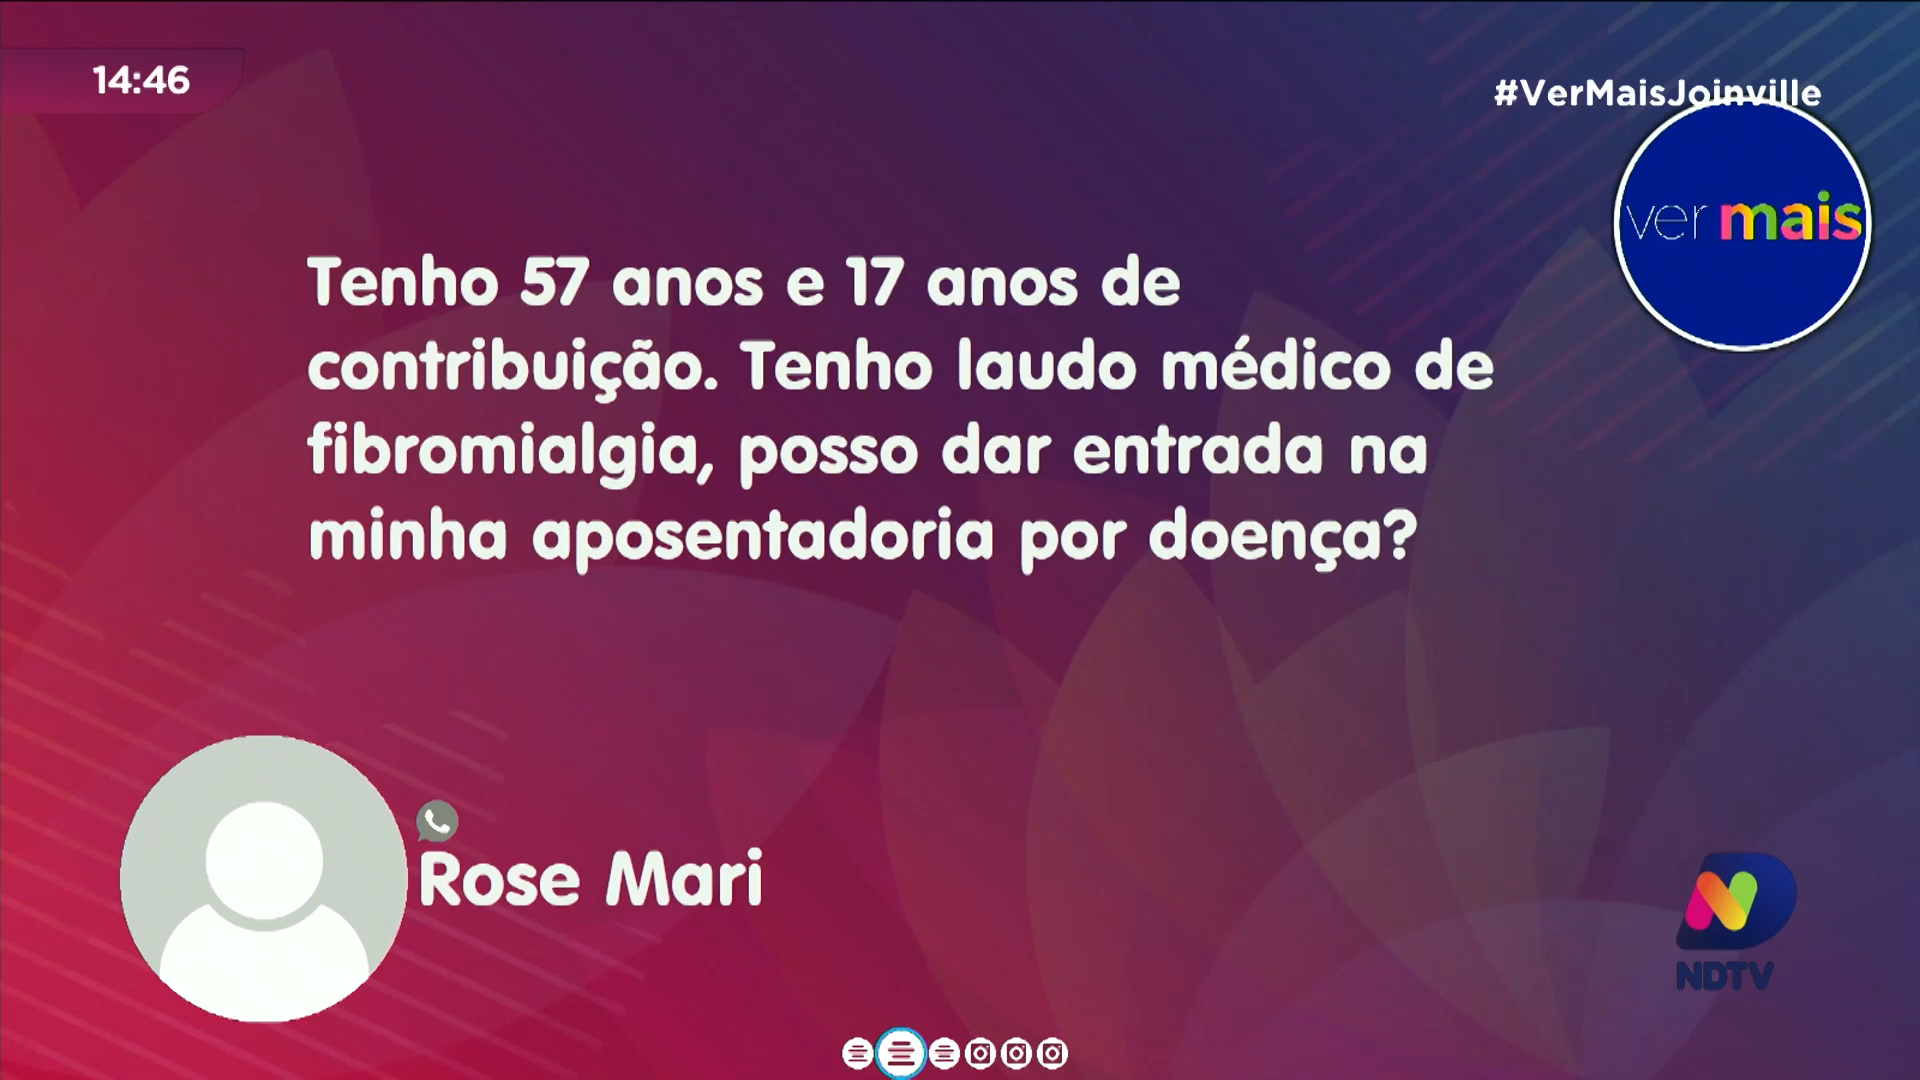 14:46
#VerMaisJoinville
ver mais
Tenho 57 anos e 17 anos de
contribuição. Tenho laudo médico de
fibromialgia, posso dar entrada na
minha aposentadoria por doença?
Rose Mari
NDTV